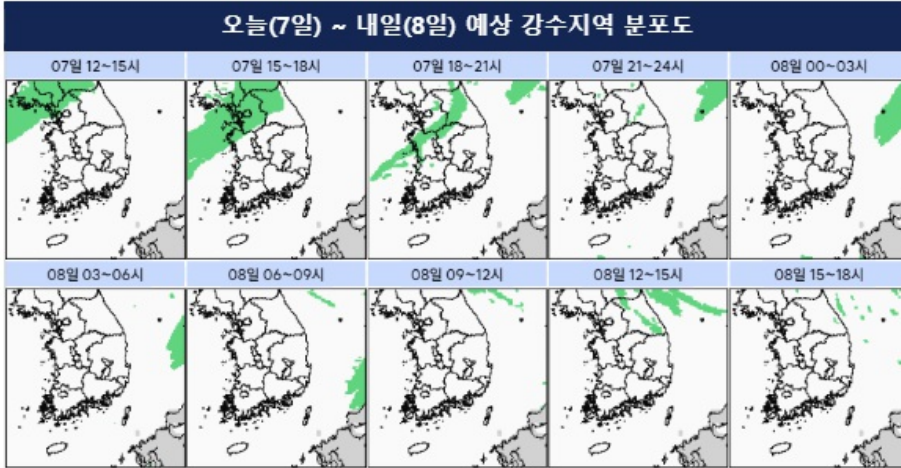 오늘(7일) ~ 내일(8일) 예상 강수지역 분포도
07일 12~15시 07일 15~18시 07일 18~21시 07일 21~24시 08일 00~03시
08일 03~06시 08일 06~09시 08일 09~12시 08일 12~15시 08일 15~18시